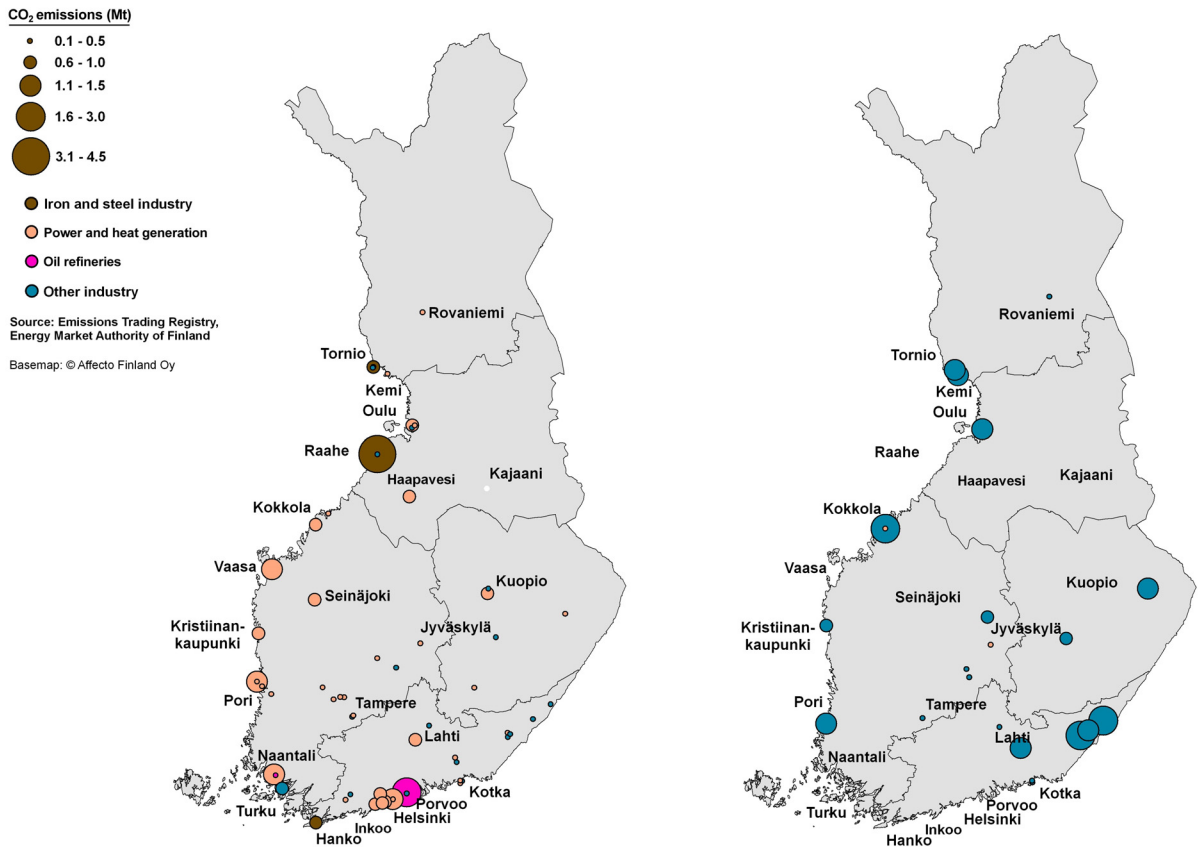 CO2 emissions (Mt)
0.1 - 0.5
0.6 - 1.0
1.1 - 1.5
1.6 - 3.0
3.1 - 4.5
Iron and steel industry
Power and heat generation
Oil refineries
Other industry
Source: Emissions Trading Registry,
Energy Market Authority of Finland
Basemap: © Affecto Finland Oy
Rovaniemi
Tornio
Kemi
Oulu
Raahe
Haapavesi
Kajaani
Kokkola
Vaasa
Seinäjoki
Kuopio
Kristiinan-
kaupunki
Jyväskylä
Pori
Tampere
Lahti
Naantali
Turku
Kotka
Porvoo
Helsinki
Inkoo
Hanko
Rovaniemi
Tornio
Kemi
Oulu
Raahe
Haapavesi
Kajaani
Kokkola
Vaasa
Seinäjoki
Kuopio
Kristiinan-
kaupunki
Jyväskylä
Pori
Tampere
Lahti
Naantali
Turku
Kotka
Porvoo
Helsinki
Inkoo
Hanko